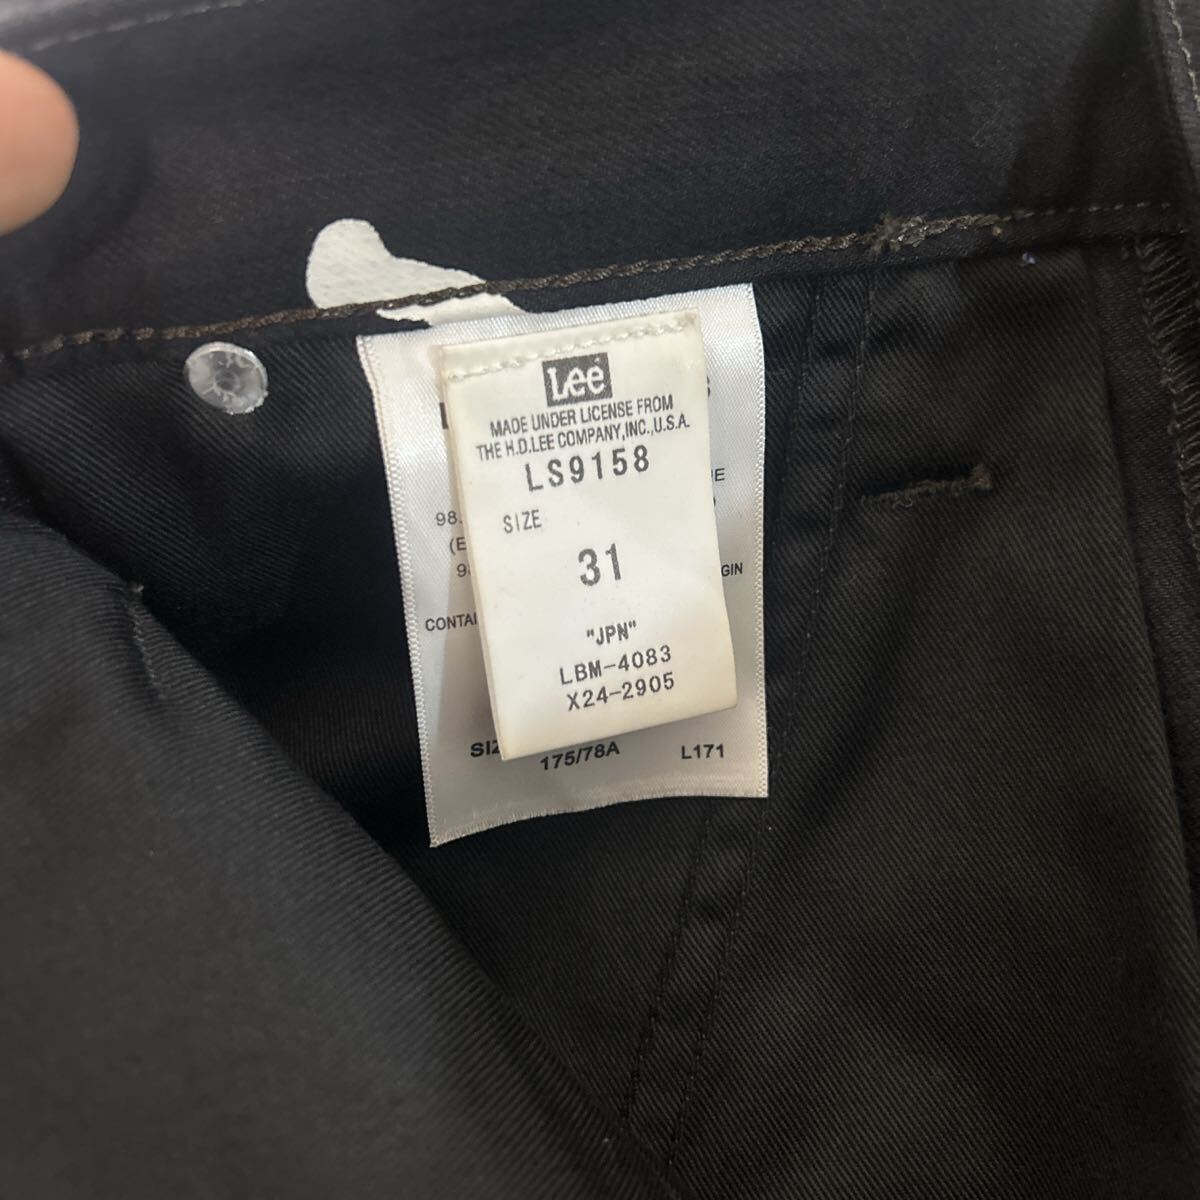 Lee
MADE UNDER LICENSE FROM
THE H.D.LEE COMPANY,INC.,U.S.A.
LS9158
SIZE
31
"JPN"
LBM-4083
X24-2905
175/78A
L171